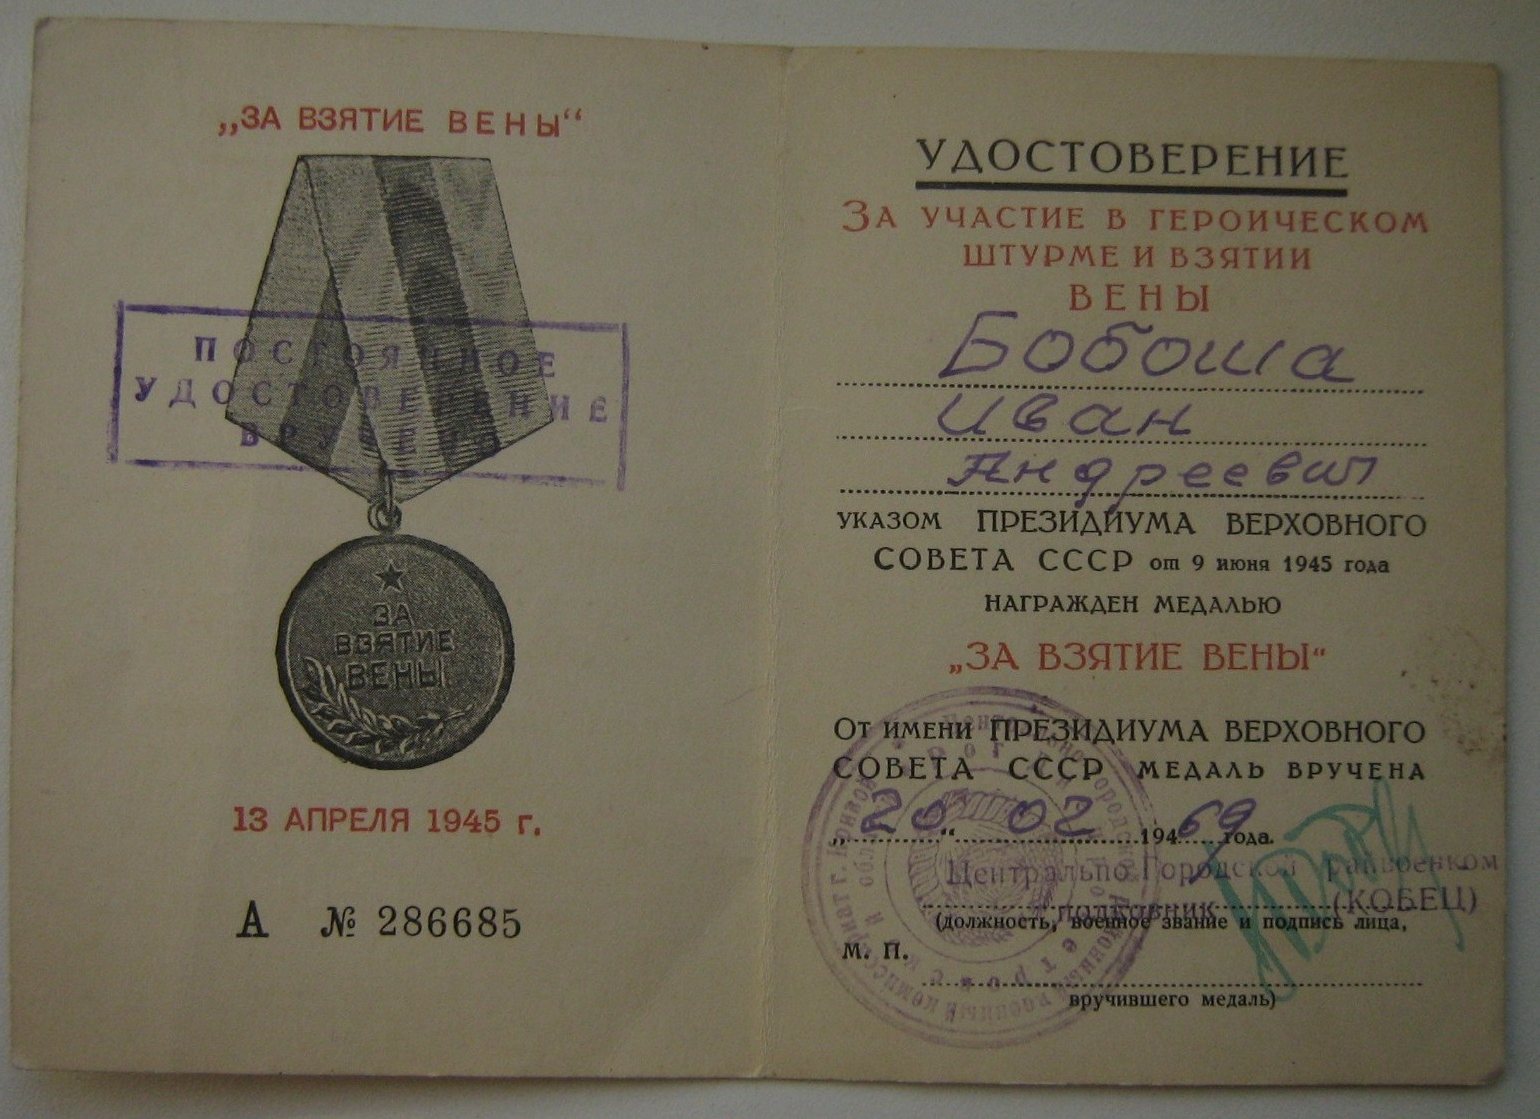 „ЗА ВЗЯТИЕ ВЕНЫ“
ПОСТОЯННОЕ
УДОСТОВЕРЕНИЕ
ВРУЧЕНО
ЗА
ВЗЯТИЕ
ВЕНЫ
13 АПРЕЛЯ 1945 г.
А № 286685
УДОСТОВЕРЕНИЕ
ЗА УЧАСТИЕ В ГЕРОИЧЕСКОМ
ШТУРМЕ И ВЗЯТИИ
ВЕНЫ
Бобоша
Иван
Андреевич
УКАЗОМ ПРЕЗИДИУМА ВЕРХОВНОГО
СОВЕТА СССР от 9 июня 1945 года
НАГРАЖДЕН МЕДАЛЬЮ
„ЗА ВЗЯТИЕ ВЕНЫ“
ОТ ИМЕНИ ПРЕЗИДИУМА ВЕРХОВНОГО
СОВЕТА СССР МЕДАЛЬ ВРУЧЕНА
„20“ 02 194 69 года.
Центрально-Городской райвоенком
подковник (КОБЕЦ)
(должность, военное звание и подпись лица,
М. П.
вручившего медаль)